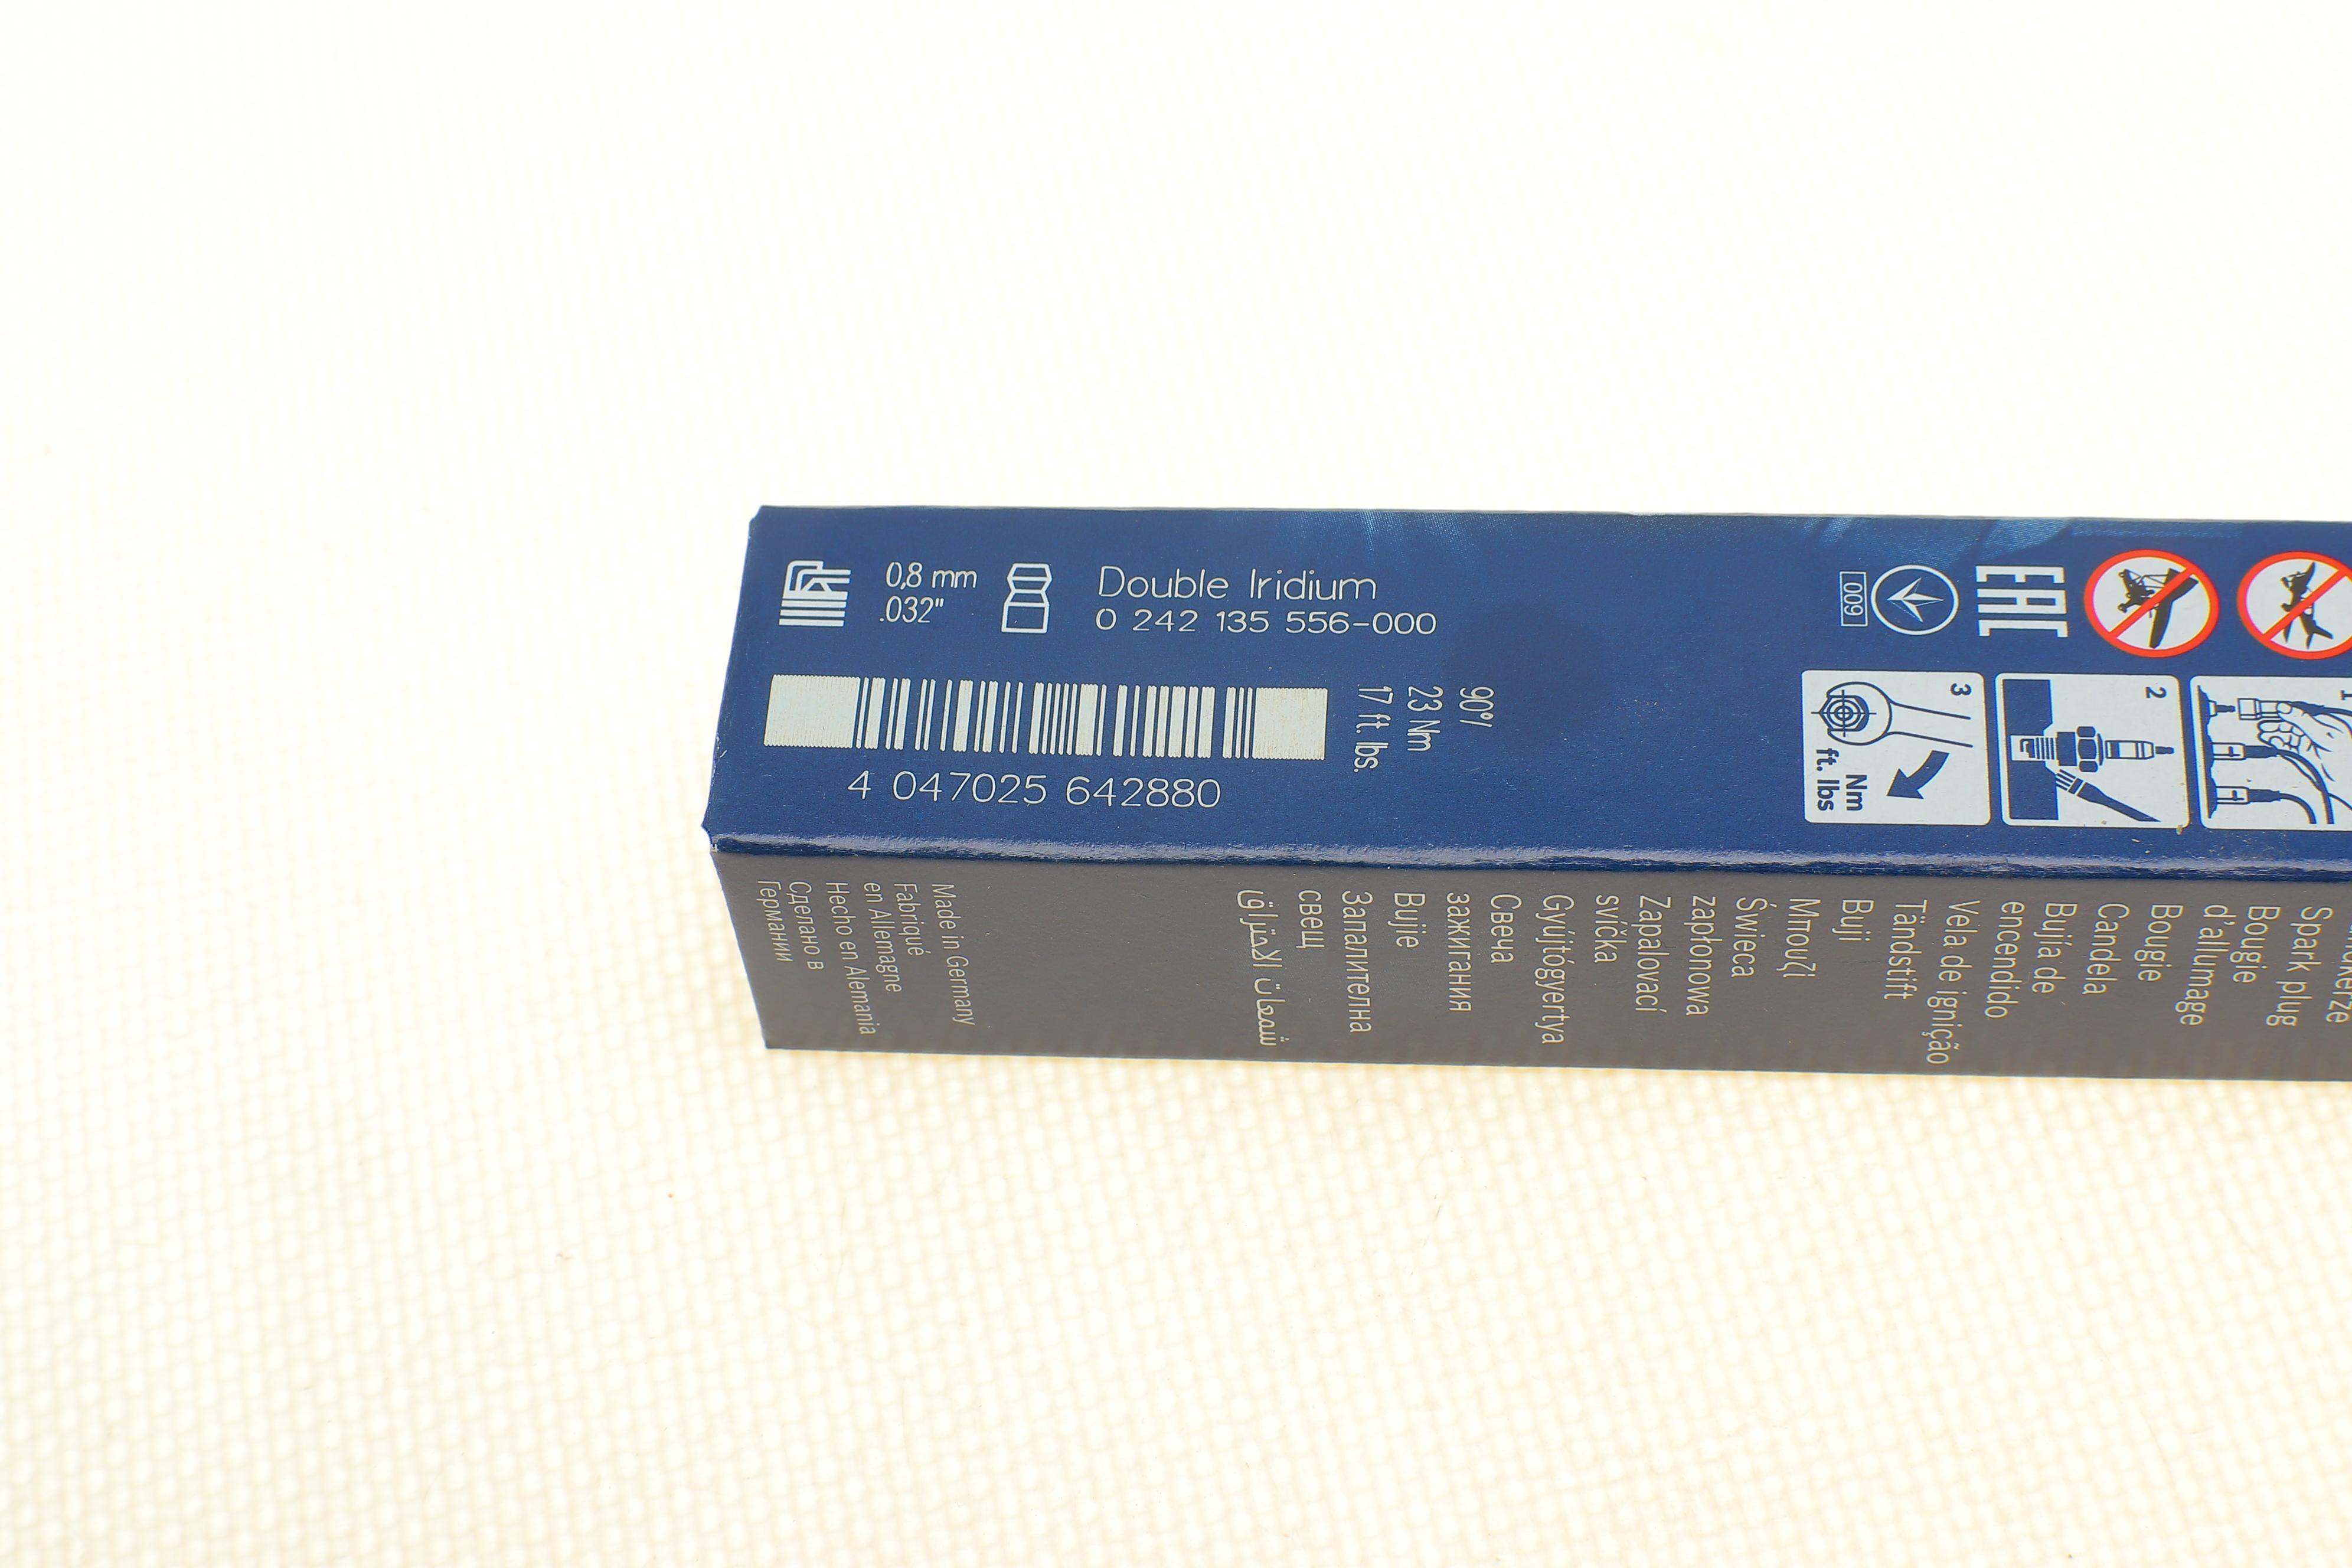 0,8 mm
.032"
Double Iridium
0 242 135 556-000
4 047025 642880
90°/
23 Nm
17 ft. lbs.
009
EAC
1
2
3
Nm
ft. lbs
Spark plug
Bougie
d'allumage
Bougie
Candela
Bujía de
encendido
Vela de ignição
Tändstift
Buji
Μπουζί
Świeca
zapłonowa
Zapalovací
svíčka
Gyújtógyertya
Свеча
зажигания
Bujie
Запалителна
свещ
شمعات الاحتراق
Made in Germany
Fabriqué
en Allemagne
Hecho en Alemania
Сделано в
Германии